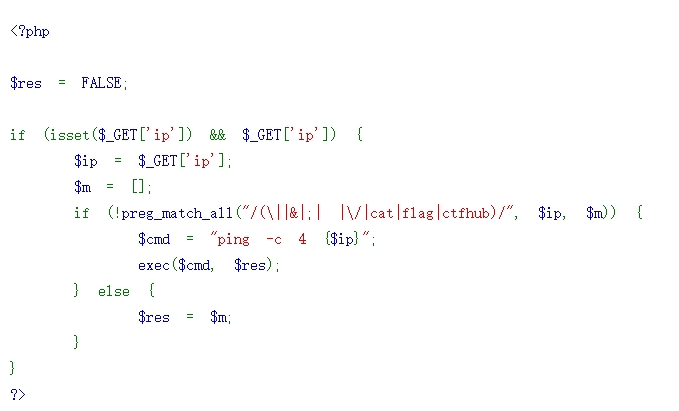 <?php
$res = FALSE;
if (isset($_GET['ip']) && $_GET['ip']) {
$ip = $_GET['ip'];
$m = [];
if (!preg_match_all("/(\||&|;| |\/|cat|flag|ctfhub)/", $ip, $m)) {
$cmd = "ping -c 4 {$ip}";
exec($cmd, $res);
} else {
$res = $m;
}
}
?>